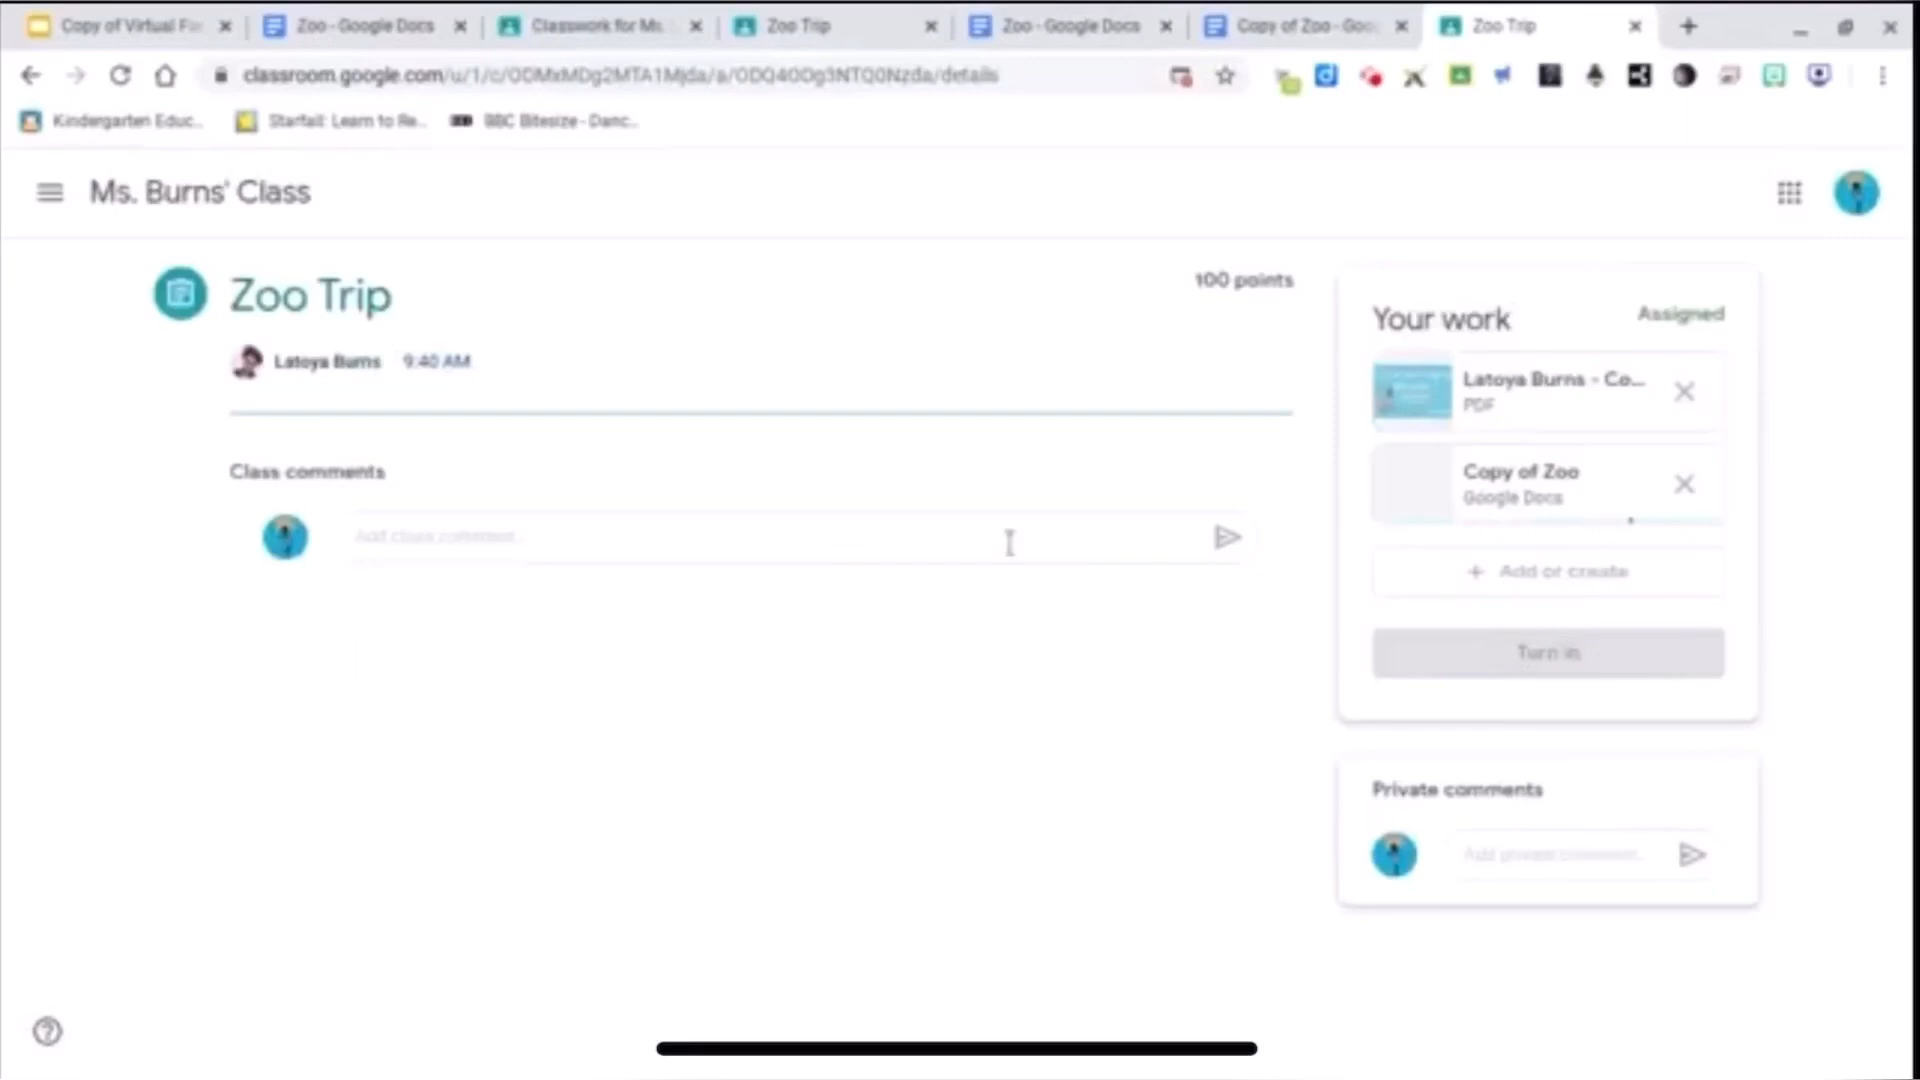 Copy of Virtual Fie
Zoo - Google Docs
Classwork for Ms.
Zoo Trip
Zoo - Google Docs
Copy of Zoo - Goo
Zoo Trip
classroom.google.com/u/1/c/ODMxMDg2MTA1Mjda/a/ODQ4ODg3NTQ0Nzda/details
Kindergarten Educ...
Starfall: Learn to Re...
BBC Bitesize - Danc...
Ms. Burns' Class
Zoo Trip
100 points
Latoya Burns 9:40 AM
Class comments
Add class comment...
Your work
Assigned
Latoya Burns - Co...
PDF
Copy of Zoo
Google Docs
+ Add or create
Turn in
Private comments
Add private comment...